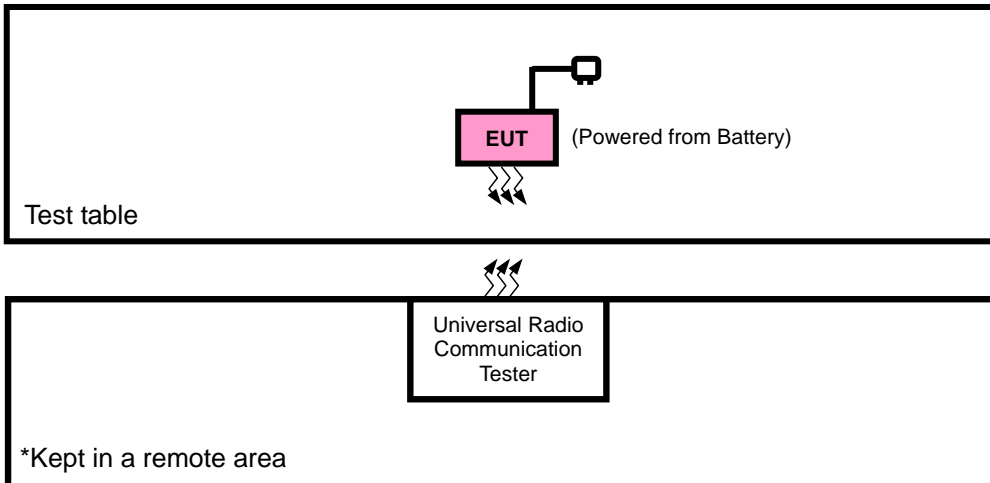 EUT
(Powered from Battery)
Test table
Universal Radio
Communication
Tester
*Kept in a remote area